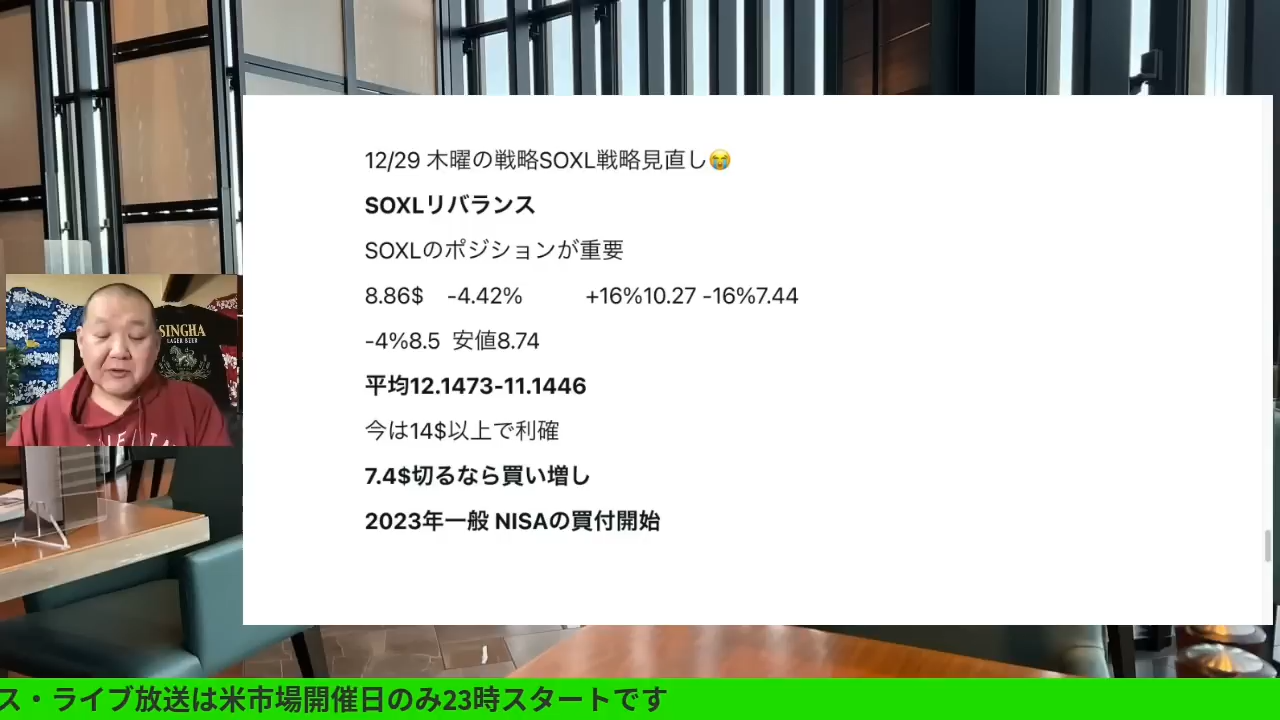 12/29 木曜の戦略SOXL戦略見直し😭
SOXLリバランス
SOXLのポジションが重要
8.86$ -4.42% +16%10.27 -16%7.44
-4%8.5 安値8.74
平均12.1473-11.1446
今は14$以上で利確
7.4$切るなら買い増し
2023年一般 NISAの買付開始
SINGHA
LAGER BEER
ス・ライブ放送は米市場開催日のみ23時スタートです